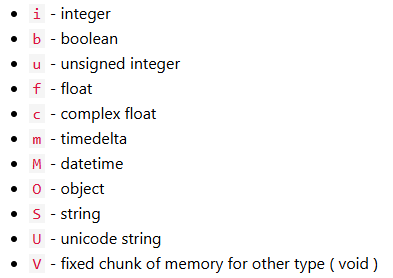 • i - integer
• b - boolean
• u - unsigned integer
• f - float
• c - complex float
• m - timedelta
• M - datetime
• O - object
• S - string
• U - unicode string
• V - fixed chunk of memory for other type ( void )